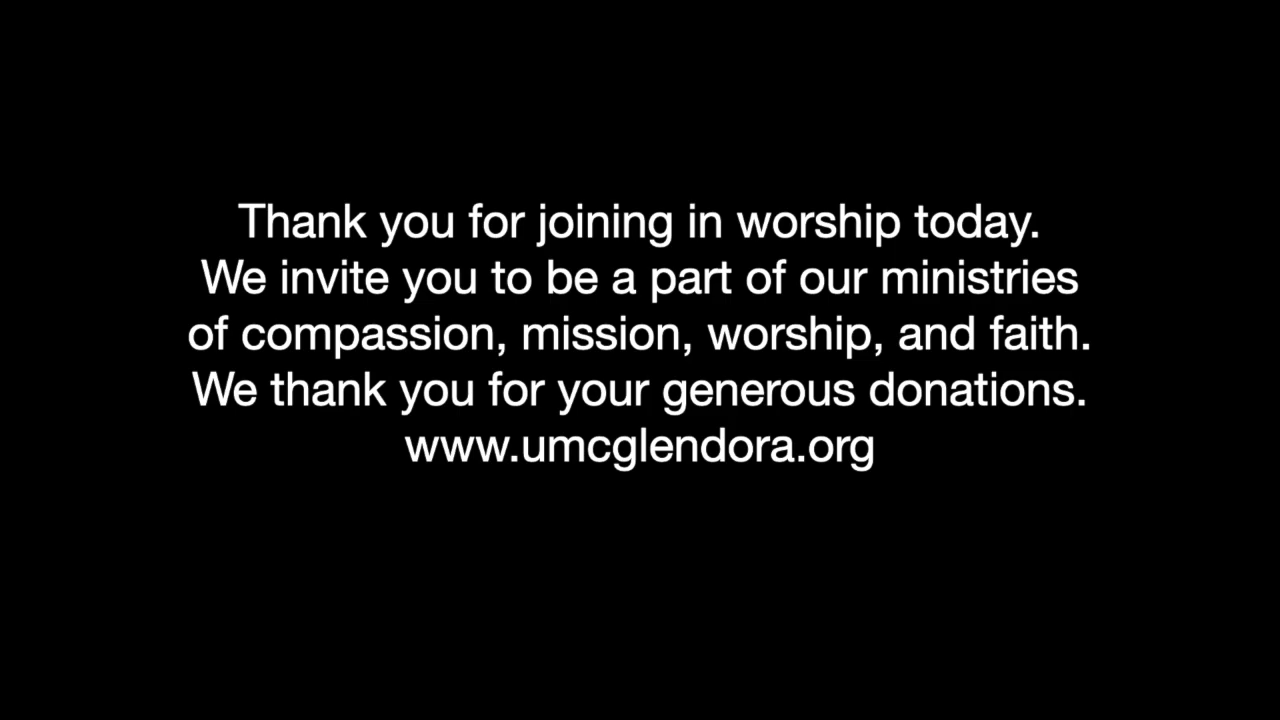 Thank you for joining in worship today.
We invite you to be a part of our ministries
of compassion, mission, worship, and faith.
We thank you for your generous donations.
www.umcglendora.org